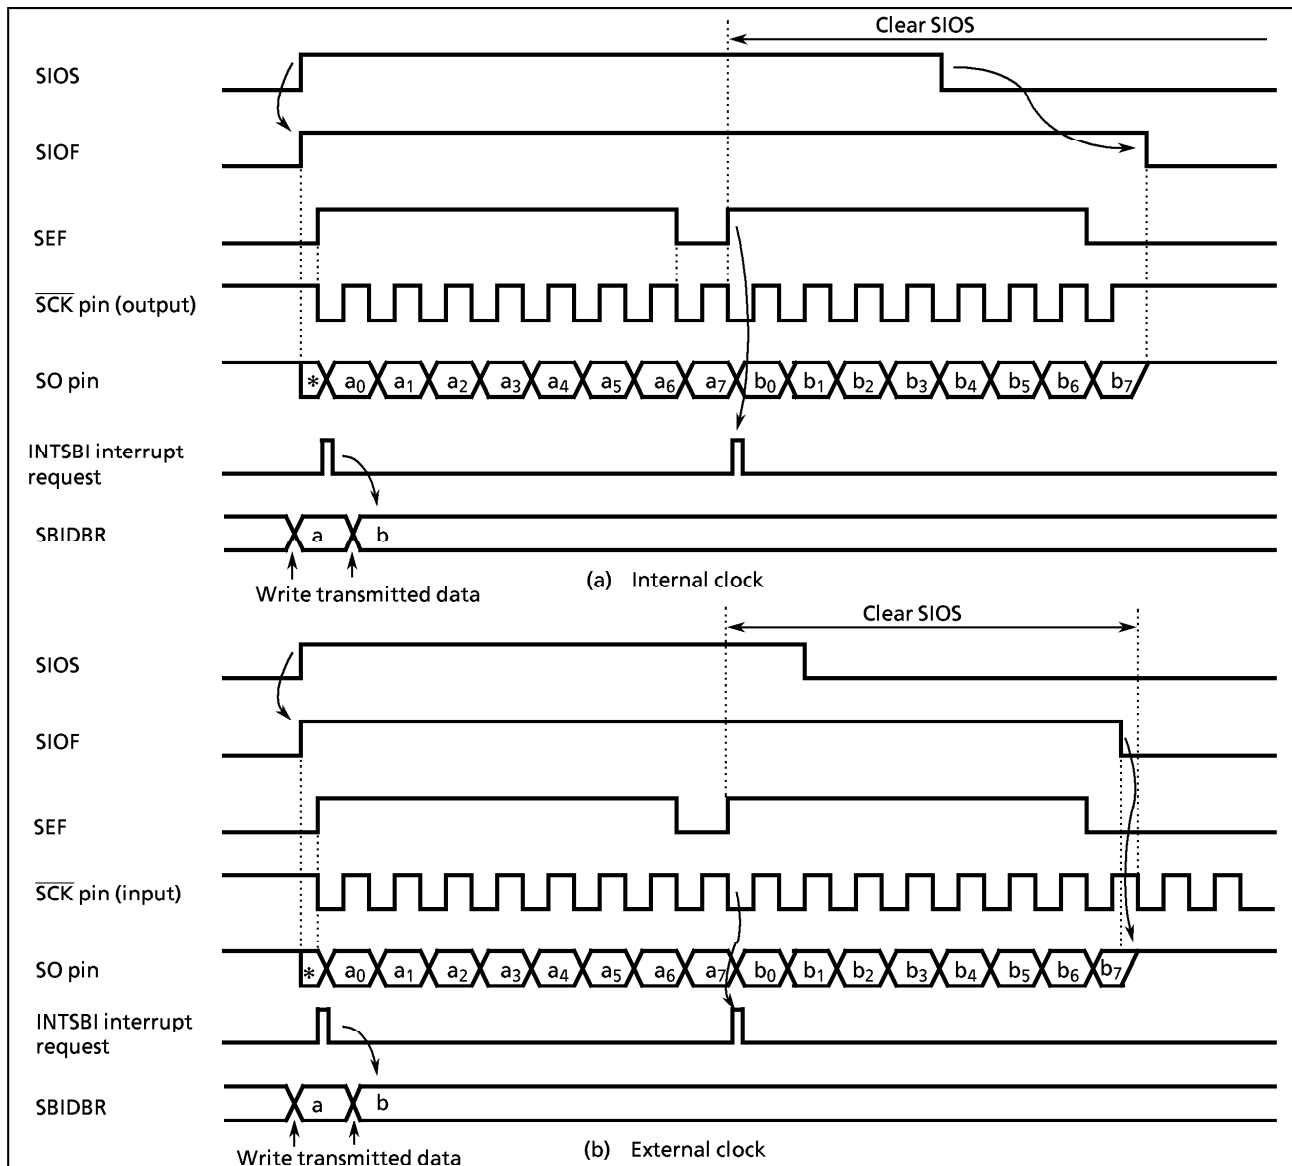 Clear SIOS
SIOS
SIOF
SEF
S̅C̅K̅ pin (output)
SO pin
* a₀ a₁ a₂ a₃ a₄ a₅ a₆ a₇ b₀ b₁ b₂ b₃ b₄ b₅ b₆ b₇
INTSBI interrupt
request
SBIDBR
a b
Write transmitted data
(a) Internal clock
Clear SIOS
SIOS
SIOF
SEF
S̅C̅K̅ pin (input)
SO pin
* a₀ a₁ a₂ a₃ a₄ a₅ a₆ a₇ b₀ b₁ b₂ b₃ b₄ b₅ b₆ b₇
INTSBI interrupt
request
SBIDBR
a b
Write transmitted data
(b) External clock